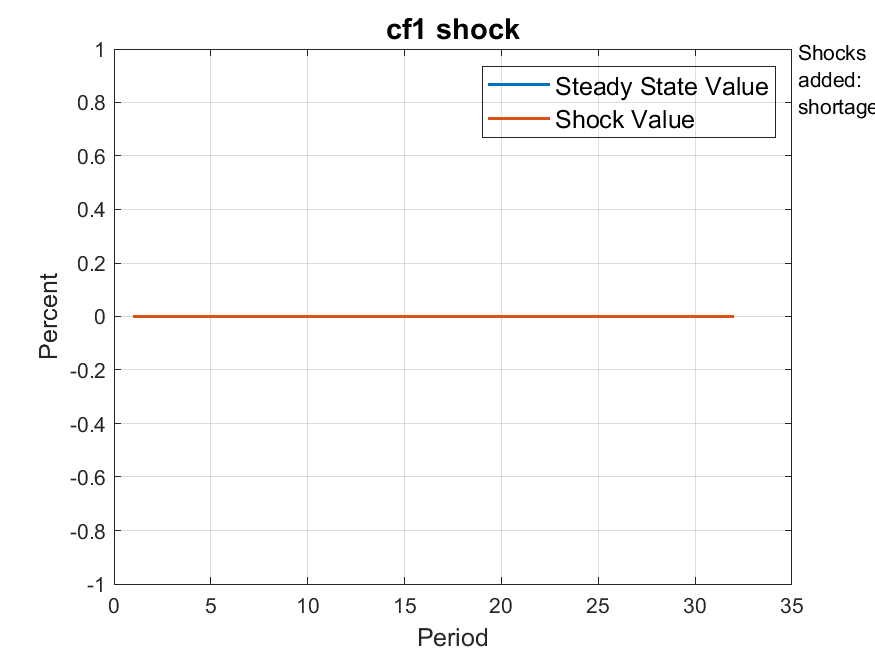 cf1 shock
Shocks
added:
shortage
Steady State Value
Shock Value
1
0.8
0.6
0.4
0.2
0
-0.2
-0.4
-0.6
-0.8
-1
Percent
0 5 10 15 20 25 30 35
Period